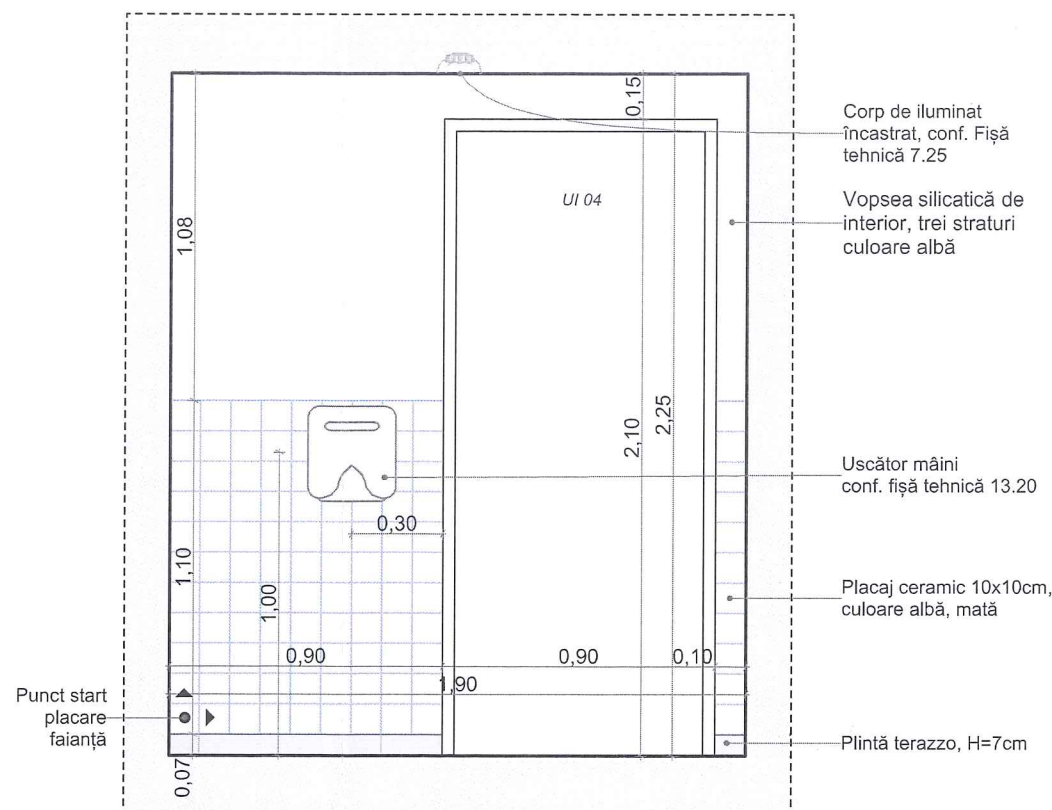 0,15
Corp de iluminat
încastrat, conf. Fișă
tehnică 7.25
UI 04
Vopsea silicatică de
interior, trei straturi
culoare albă
1,08
2,10
2,25
Uscător mâini
conf. fișă tehnică 13.20
0,30
1,10
1,00
Placaj ceramic 10x10cm,
culoare albă, mată
0,90
0,90
0,10
1,90
Punct start
placare
faianță
Plintă terazzo, H=7cm
0,07